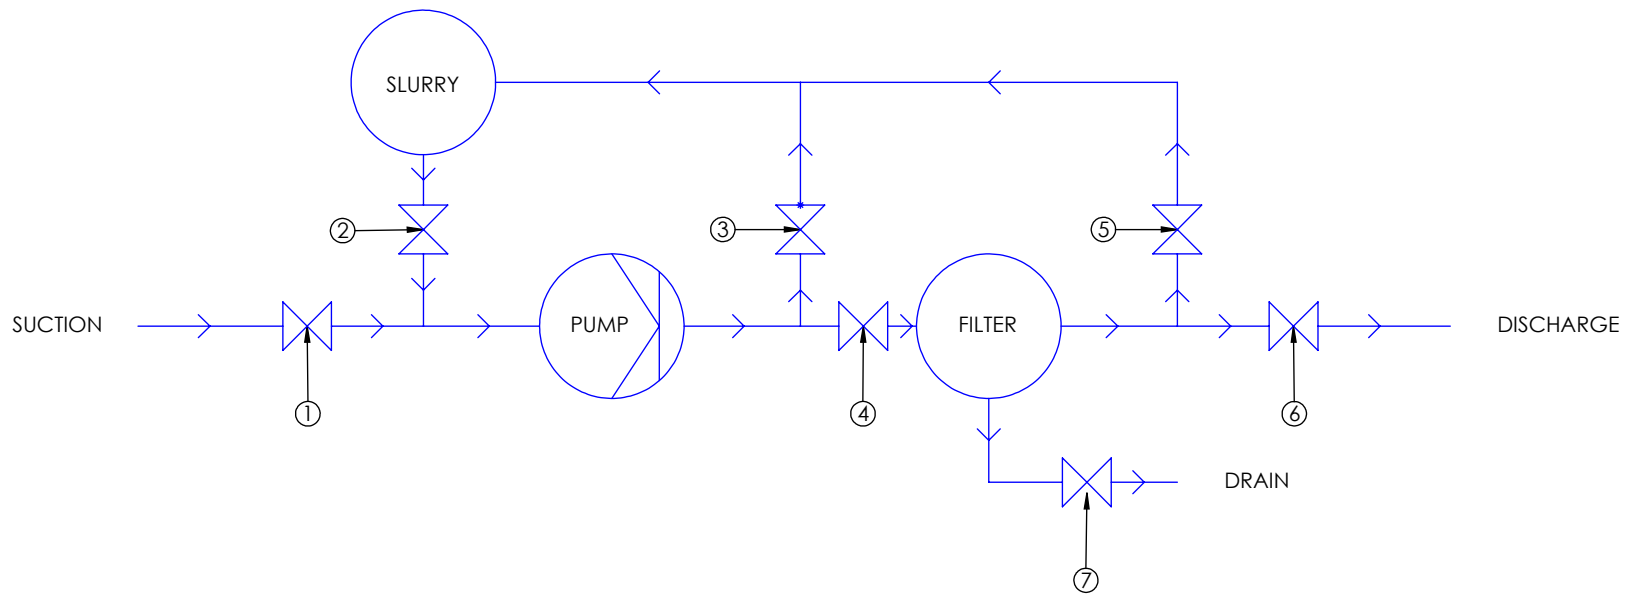 SLURRY
2
3
5
SUCTION
PUMP
FILTER
DISCHARGE
1
4
6
DRAIN
7